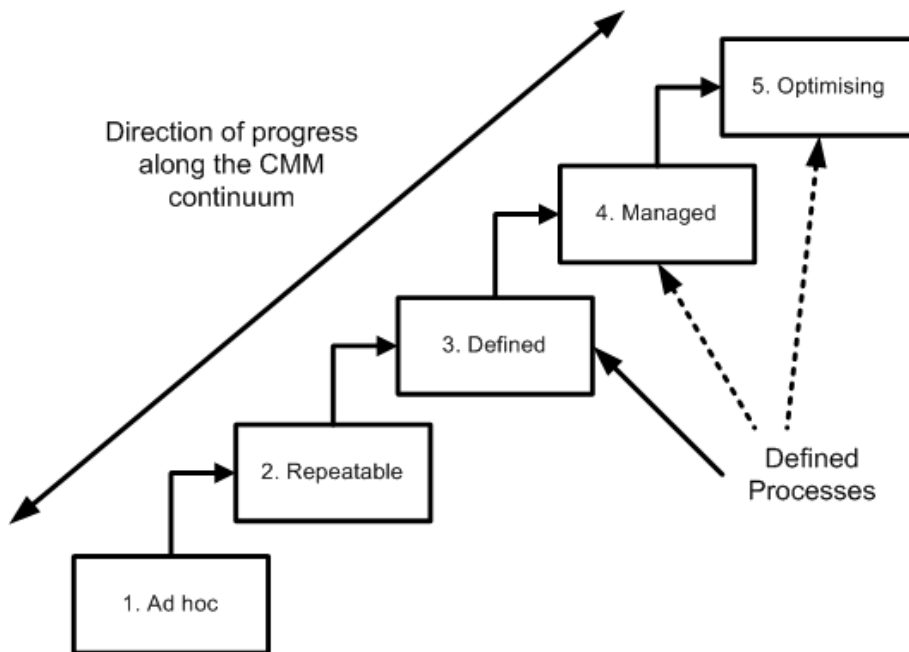 5. Optimising
Direction of progress
along the CMM
continuum
4. Managed
3. Defined
2. Repeatable
Defined
Processes
1. Ad hoc